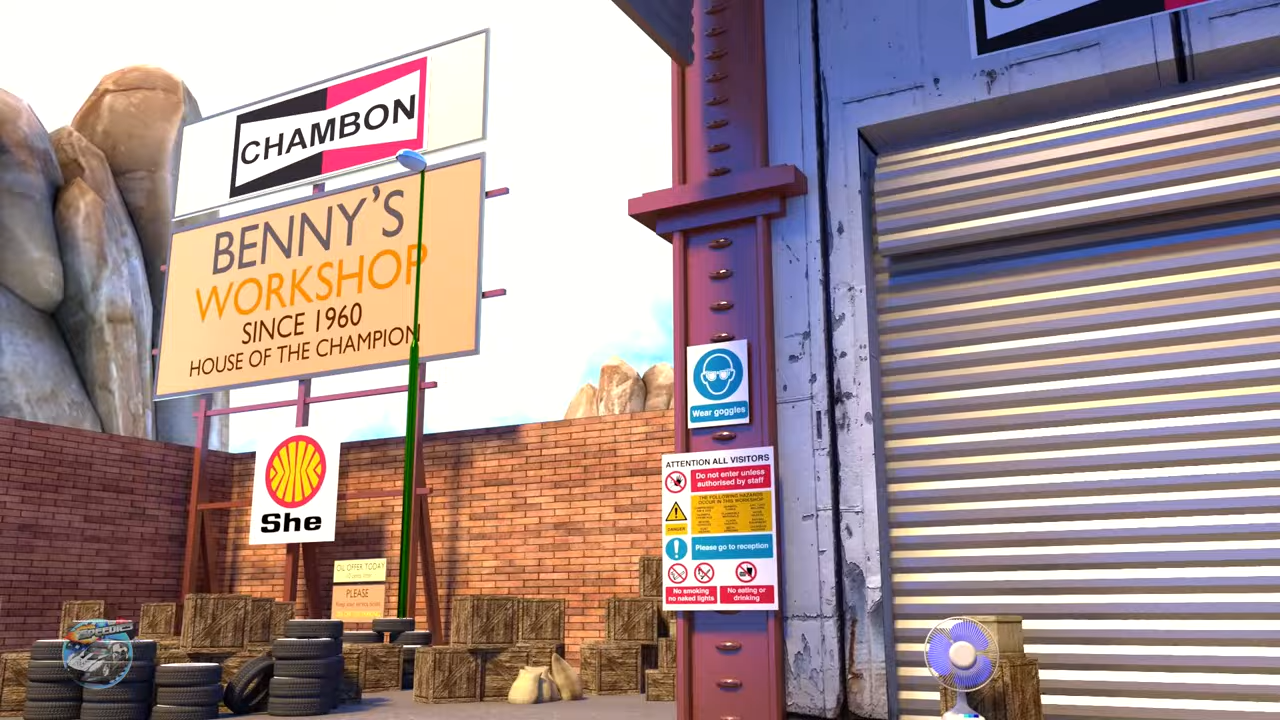 CHAMBON
BENNY'S
WORKSHOP
SINCE 1960
HOUSE OF THE CHAMPION
She
OIL OFFER TODAY
PLEASE
Wear goggles
ATTENTION ALL VISITORS
Do not enter unless
authorised by staff
THE FOLLOWING HAZARDS
OCCUR IN THIS WORKSHOP
DANGER
Please go to reception
No smoking
no naked lights
No eating or
drinking